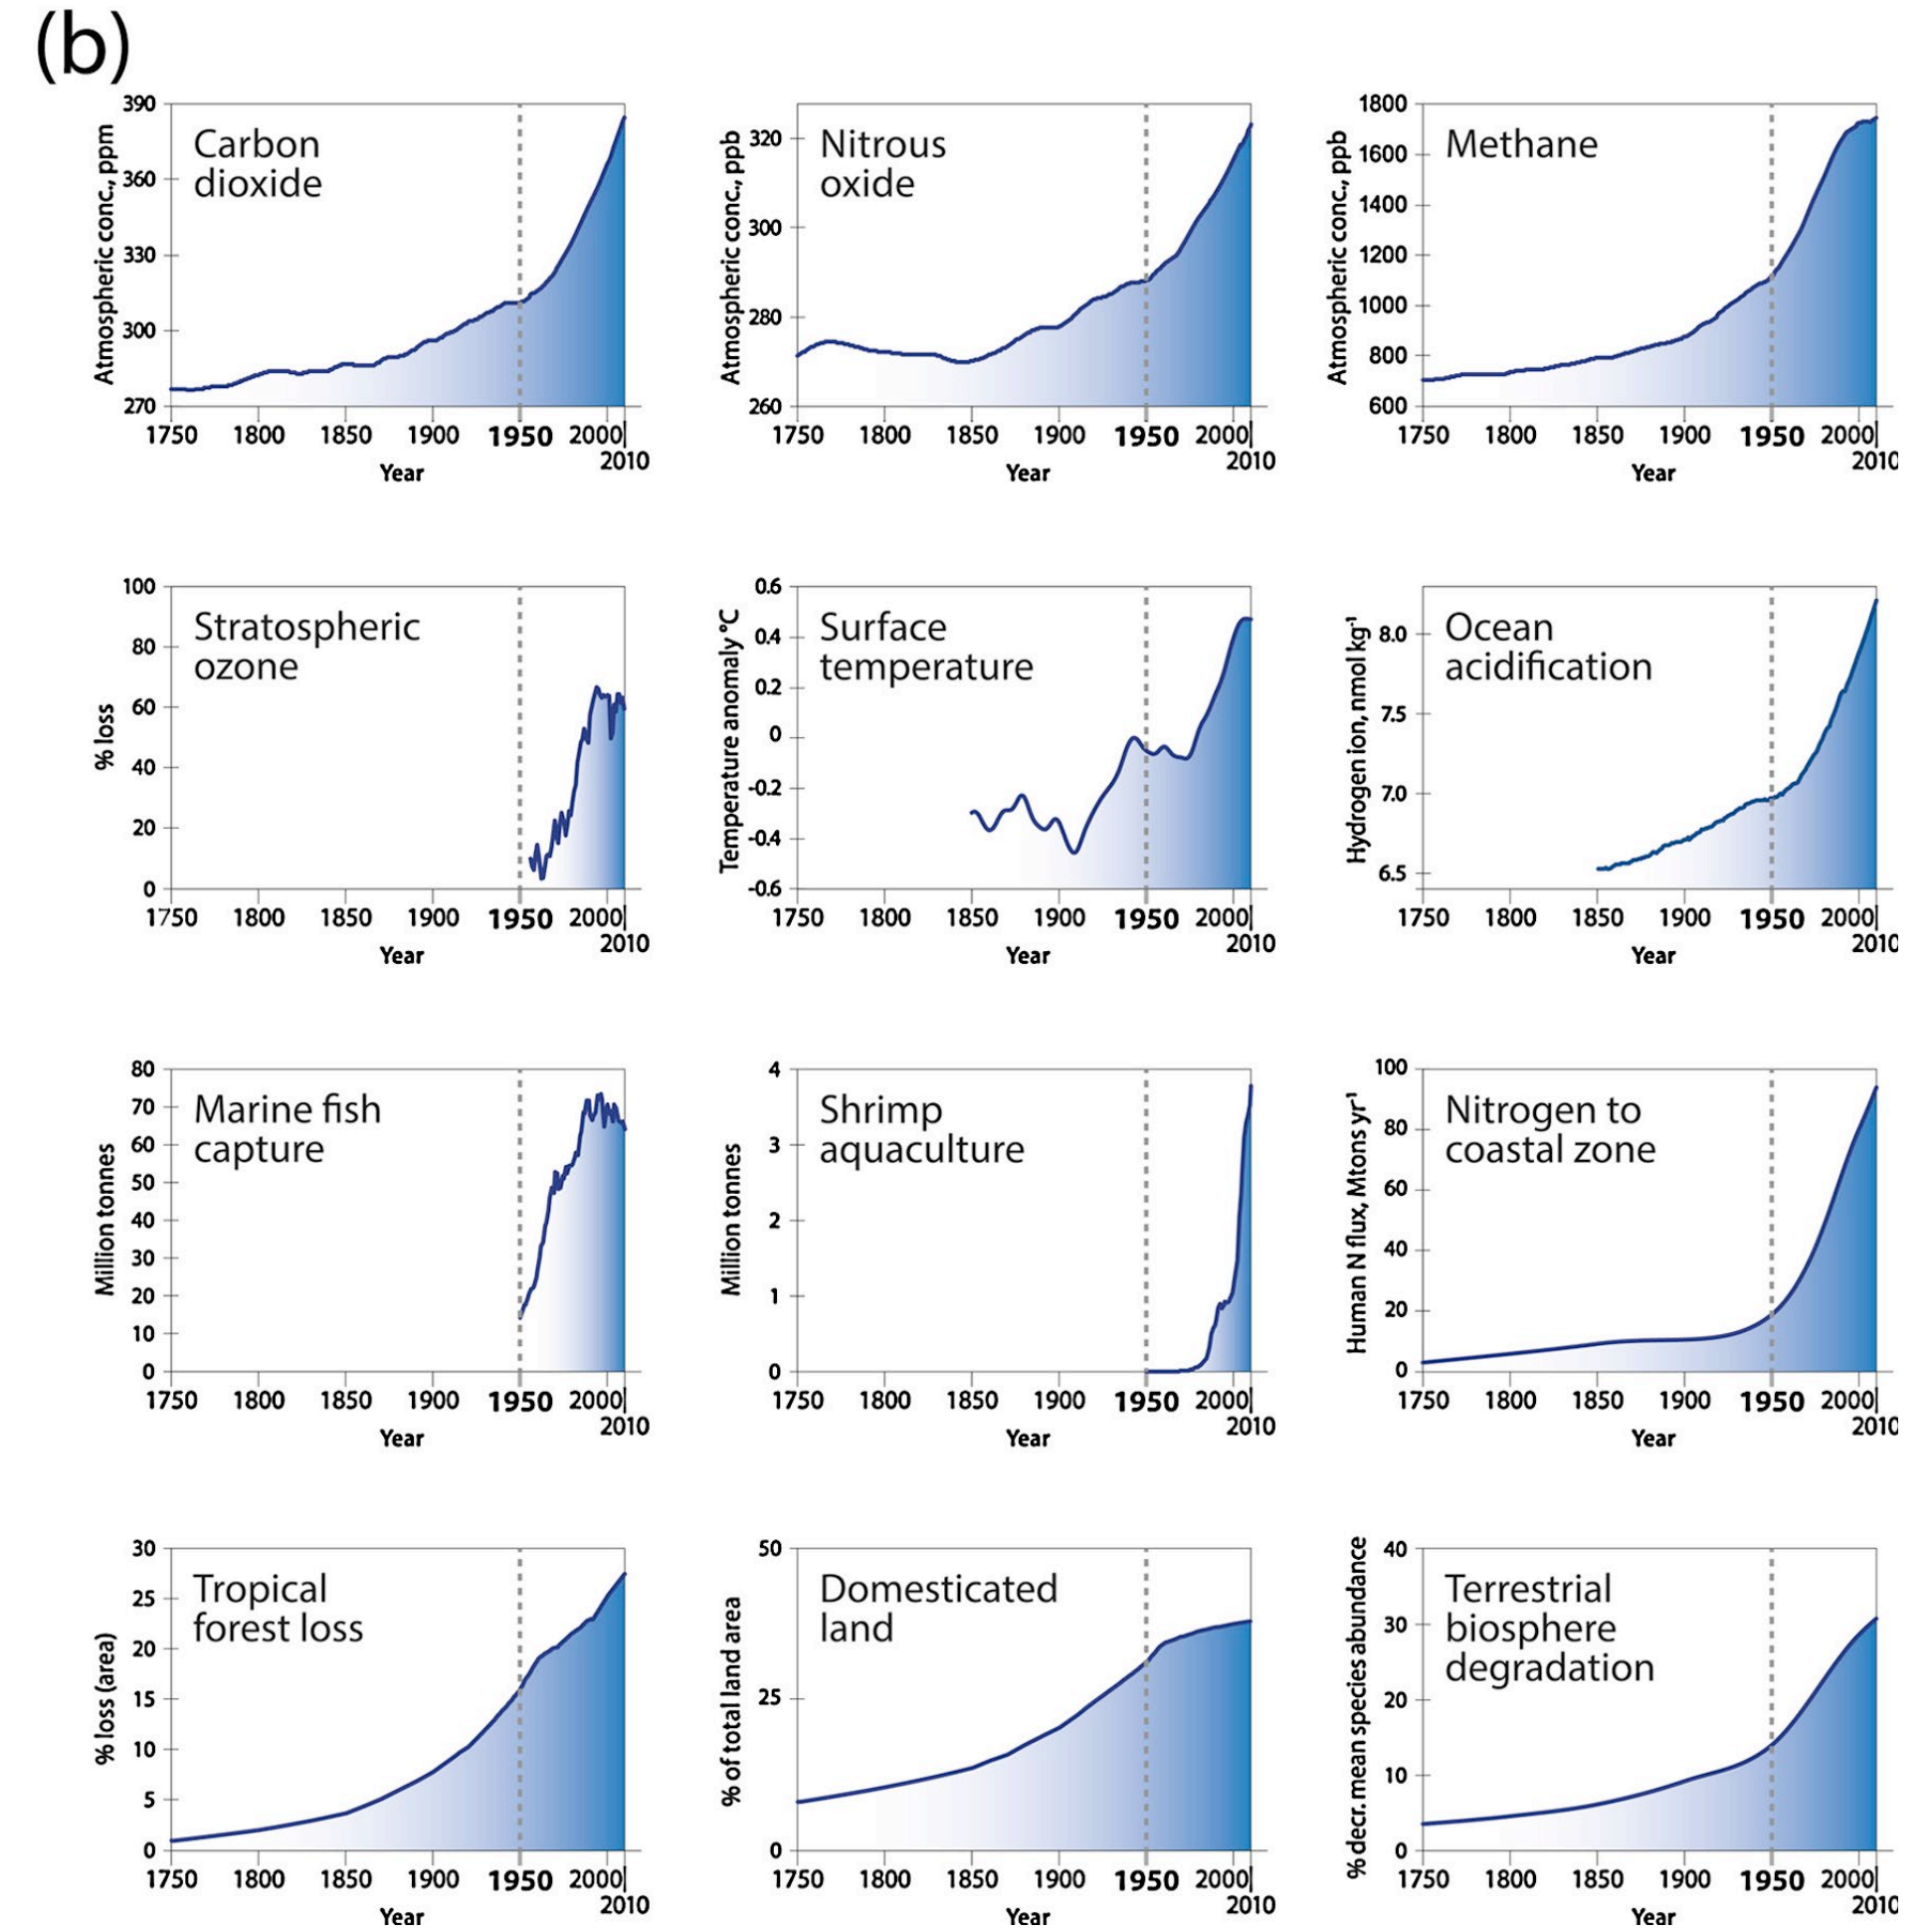 (b)
Atmospheric conc., ppm
390
360
330
300
270
Carbon
dioxide
1750 1800 1850 1900 1950 2000
2010
Year
Atmospheric conc., ppb
320
300
280
260
Nitrous
oxide
1750 1800 1850 1900 1950 2000
2010
Year
Atmospheric conc., ppb
1800
1600
1400
1200
1000
800
600
Methane
1750 1800 1850 1900 1950 2000
2010
Year
% loss
100
80
60
40
20
0
Stratospheric
ozone
1750 1800 1850 1900 1950 2000
2010
Year
Temperature anomaly °C
0.6
0.4
0.2
0
-0.2
-0.4
-0.6
Surface
temperature
1750 1800 1850 1900 1950 2000
2010
Year
Hydrogen ion, nmol kg⁻¹
8.0
7.5
7.0
6.5
Ocean
acidification
1750 1800 1850 1900 1950 2000
2010
Year
Million tonnes
80
70
60
50
40
30
20
10
0
Marine fish
capture
1750 1800 1850 1900 1950 2000
2010
Year
Million tonnes
4
3
2
1
0
Shrimp
aquaculture
1750 1800 1850 1900 1950 2000
2010
Year
Human N flux, Mtons yr⁻¹
100
80
60
40
20
0
Nitrogen to
coastal zone
1750 1800 1850 1900 1950 2000
2010
Year
% loss (area)
30
25
20
15
10
5
0
Tropical
forest loss
1750 1800 1850 1900 1950 2000
2010
Year
% of total land area
50
25
0
Domesticated
land
1750 1800 1850 1900 1950 2000
2010
Year
% decr. mean species abundance
40
30
20
10
0
Terrestrial
biosphere
degradation
1750 1800 1850 1900 1950 2000
2010
Year